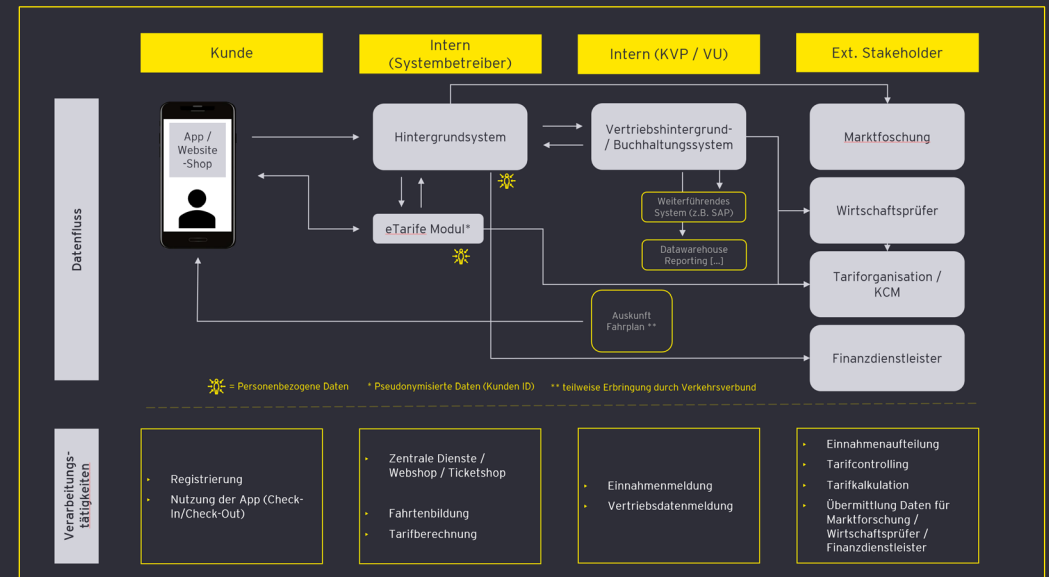 Kunde
Intern
(Systembetreiber)
Intern (KVP / VU)
Ext. Stakeholder
Datenfluss
App /
Website
-Shop
Hintergrundsystem
Vertriebshintergrund-
/ Buchhaltungssystem
Marktfoschung
Weiterführendes
System (z.B. SAP)
Wirtschaftsprüfer
eTarife Modul*
Datawarehouse
Reporting [...]
Tariforganisation /
KCM
Auskunft
Fahrplan **
Finanzdienstleister
= Personenbezogene Daten
* Pseudonymisierte Daten (Kunden ID)
** teilweise Erbringung durch Verkehrsverbund
Verarbeitungs-
tätigkeiten
Registrierung
Nutzung der App (Check-
In/Check-Out)
Zentrale Dienste /
Webshop / Ticketshop
Fahrtenbildung
Tarifberechnung
Einnahmenmeldung
Vertriebsdatenmeldung
Einnahmenaufteilung
Tarifcontrolling
Tarifkalkulation
Übermittlung Daten für
Marktforschung /
Wirtschaftsprüfer /
Finanzdienstleister